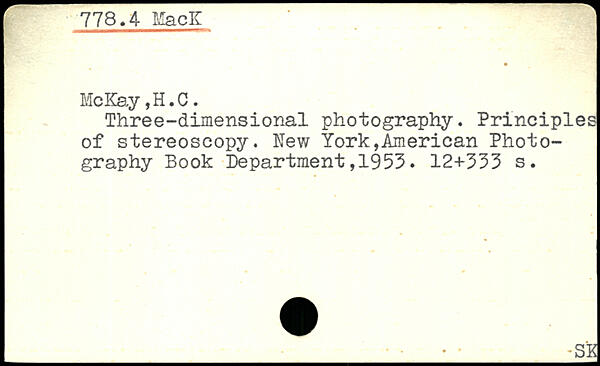 778.4 MacK
McKay,H.C.
Three-dimensional photography. Principles
of stereoscopy. New York,American Photo-
graphy Book Department,1953. 12+333 s.
SK